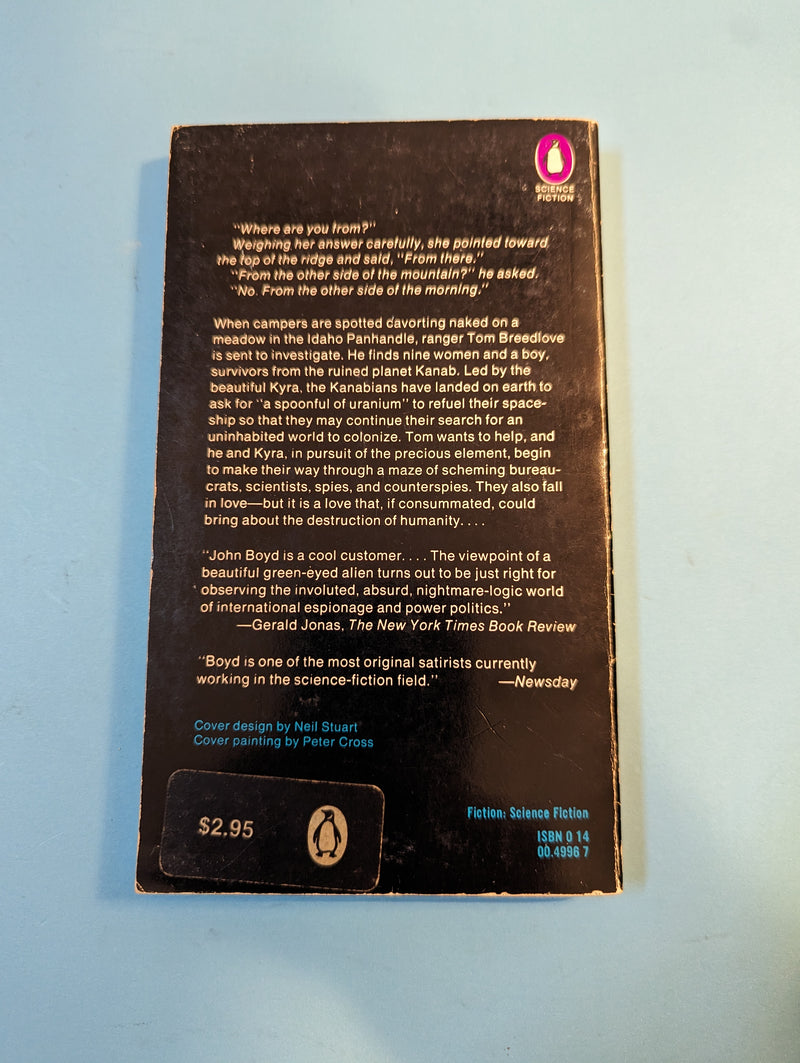 SCIENCE
FICTION
"Where are you from?"
Weighing her answer carefully, she pointed toward
the top of the ridge and said, "From there."
"From the other side of the mountain?" he asked.
"No. From the other side of the morning."
When campers are spotted cavorting naked on a
meadow in the Idaho Panhandle, ranger Tom Breedlove
is sent to investigate. He finds nine women and a boy,
survivors from the ruined planet Kanab. Led by the
beautiful Kyra, the Kanabians have landed on earth to
ask for "a spoonful of uranium" to refuel their space-
ship so that they may continue their search for an
uninhabited world to colonize. Tom wants to help, and
he and Kyra, in pursuit of the precious element, begin
to make their way through a maze of scheming bureau-
crats, scientists, spies, and counterspies. They also fall
in love—but it is a love that, if consummated, could
bring about the destruction of humanity. . . .
"John Boyd is a cool customer. . . . The viewpoint of a
beautiful green-eyed alien turns out to be just right for
observing the involuted, absurd, nightmare-logic world
of international espionage and power politics."
—Gerald Jonas, The New York Times Book Review
"Boyd is one of the most original satirists currently
working in the science-fiction field." —Newsday
Cover design by Neil Stuart
Cover painting by Peter Cross
$2.95
Fiction: Science Fiction
ISBN 0 14
00.4996 7